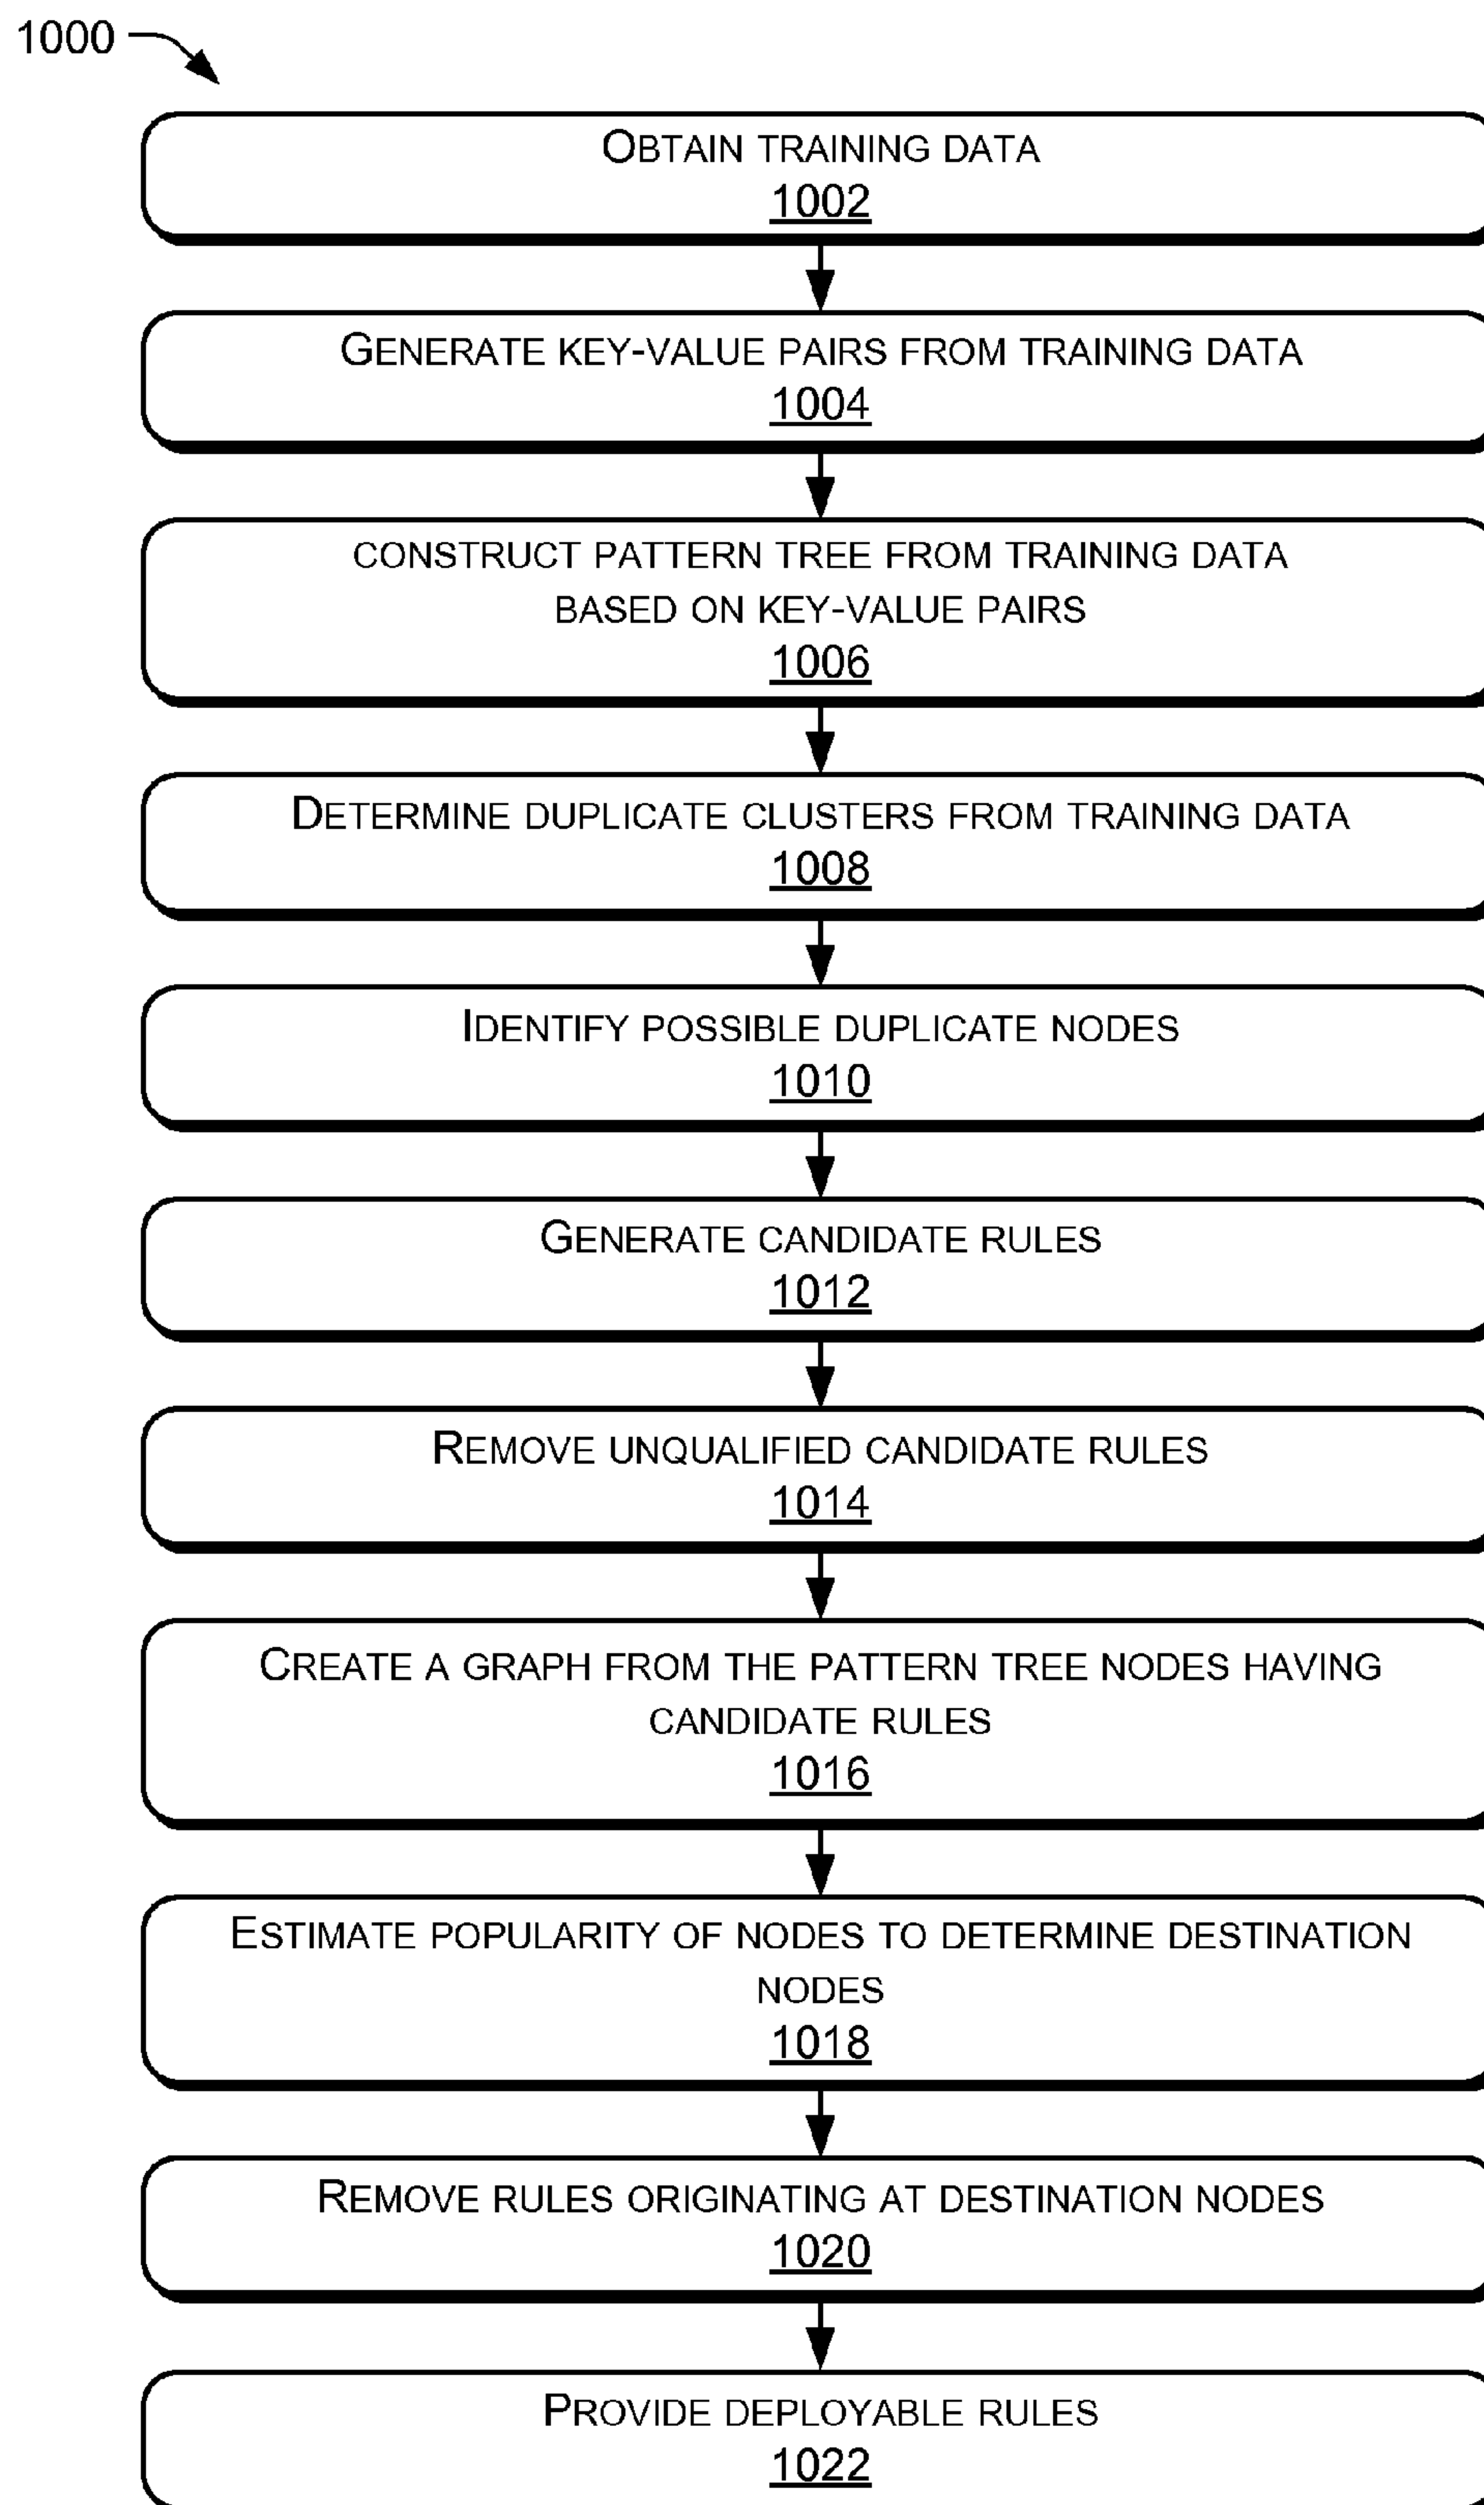 1000
OBTAIN TRAINING DATA
1002
GENERATE KEY-VALUE PAIRS FROM TRAINING DATA
1004
CONSTRUCT PATTERN TREE FROM TRAINING DATA
BASED ON KEY-VALUE PAIRS
1006
DETERMINE DUPLICATE CLUSTERS FROM TRAINING DATA
1008
IDENTIFY POSSIBLE DUPLICATE NODES
1010
GENERATE CANDIDATE RULES
1012
REMOVE UNQUALIFIED CANDIDATE RULES
1014
CREATE A GRAPH FROM THE PATTERN TREE NODES HAVING
CANDIDATE RULES
1016
ESTIMATE POPULARITY OF NODES TO DETERMINE DESTINATION
NODES
1018
REMOVE RULES ORIGINATING AT DESTINATION NODES
1020
PROVIDE DEPLOYABLE RULES
1022